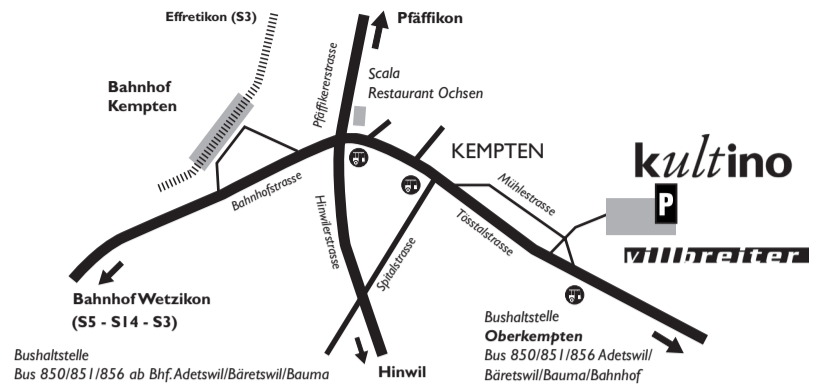 Effretikon (S3)
Pfäffikon
Bahnhof
Kempten
Pfäffikererstrasse
Scala
Restaurant Ochsen
KEMPTEN
kultino
P
villbreiter
Bahnhofstrasse
Hinwilerstrasse
Spitalstrasse
Mühlestrasse
Tösstalstrasse
Bahnhof Wetzikon
(S5 - S14 - S3)
Bushaltstelle
Oberkempten
Bus 850/851/856 Adetswil/
Bäretswil/Bauma/Bahnhof
Bushaltstelle
Bus 850/851/856 ab Bhf. Adetswil/Bäretswil/Bauma
Hinwil